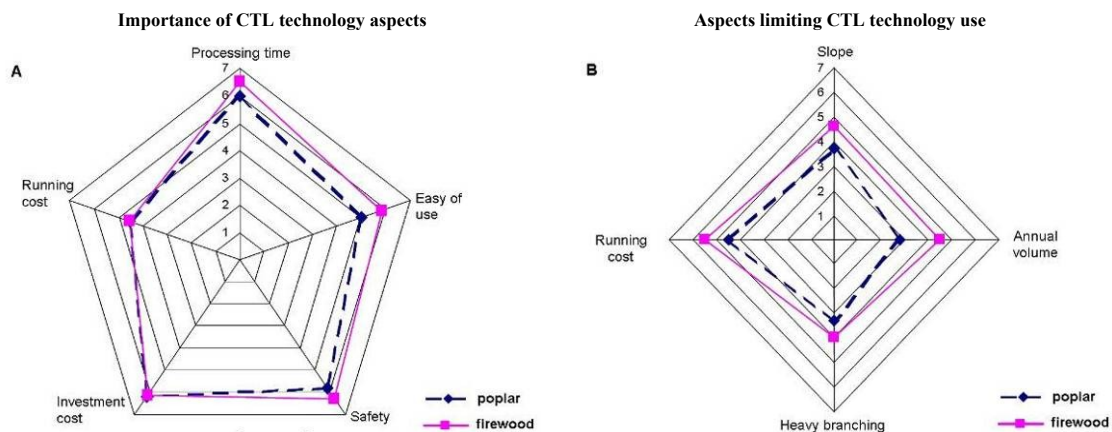 Importance of CTL technology aspects
A
Processing time
7
6
5
4
3
2
1
Running
cost
Easy of
use
Investment
cost
Safety
poplar
firewood
Aspects limiting CTL technology use
B
Slope
7
6
5
4
3
2
1
Running
cost
Annual
volume
Heavy branching
poplar
firewood